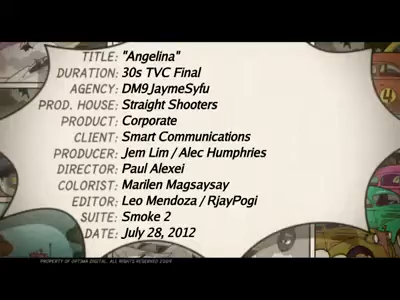 TITLE: "Angelina"
DURATION: 30s TVC Final
AGENCY: DM9JaymeSyfu
PROD. HOUSE: Straight Shooters
PRODUCT: Corporate
CLIENT: Smart Communications
PRODUCER: Jem Lim / Alec Humphries
DIRECTOR: Paul Alexei
COLORIST: Marilen Magsaysay
EDITOR: Leo Mendoza / RjayPogi
SUITE: Smoke 2
DATE: July 28, 2012
4
PROPERTY OF OPTIMA DIGITAL. ALL RIGHTS RESERVED 2009